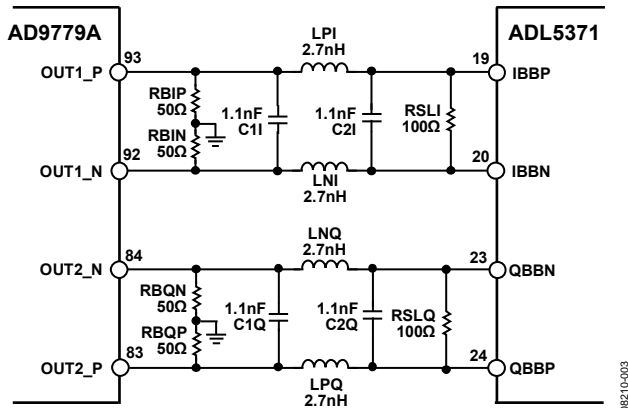 AD9779A
ADL5371
OUT1_P
93
RBIP
50Ω
RBIN
50Ω
92
OUT1_N
1.1nF
C1I
LPI
2.7nH
1.1nF
C2I
LNI
2.7nH
RSLI
100Ω
19
IBBP
20
IBBN
OUT2_N
84
RBQN
50Ω
RBQP
50Ω
83
OUT2_P
1.1nF
C1Q
LNQ
2.7nH
1.1nF
C2Q
LPQ
2.7nH
RSLQ
100Ω
23
QBBN
24
QBBP